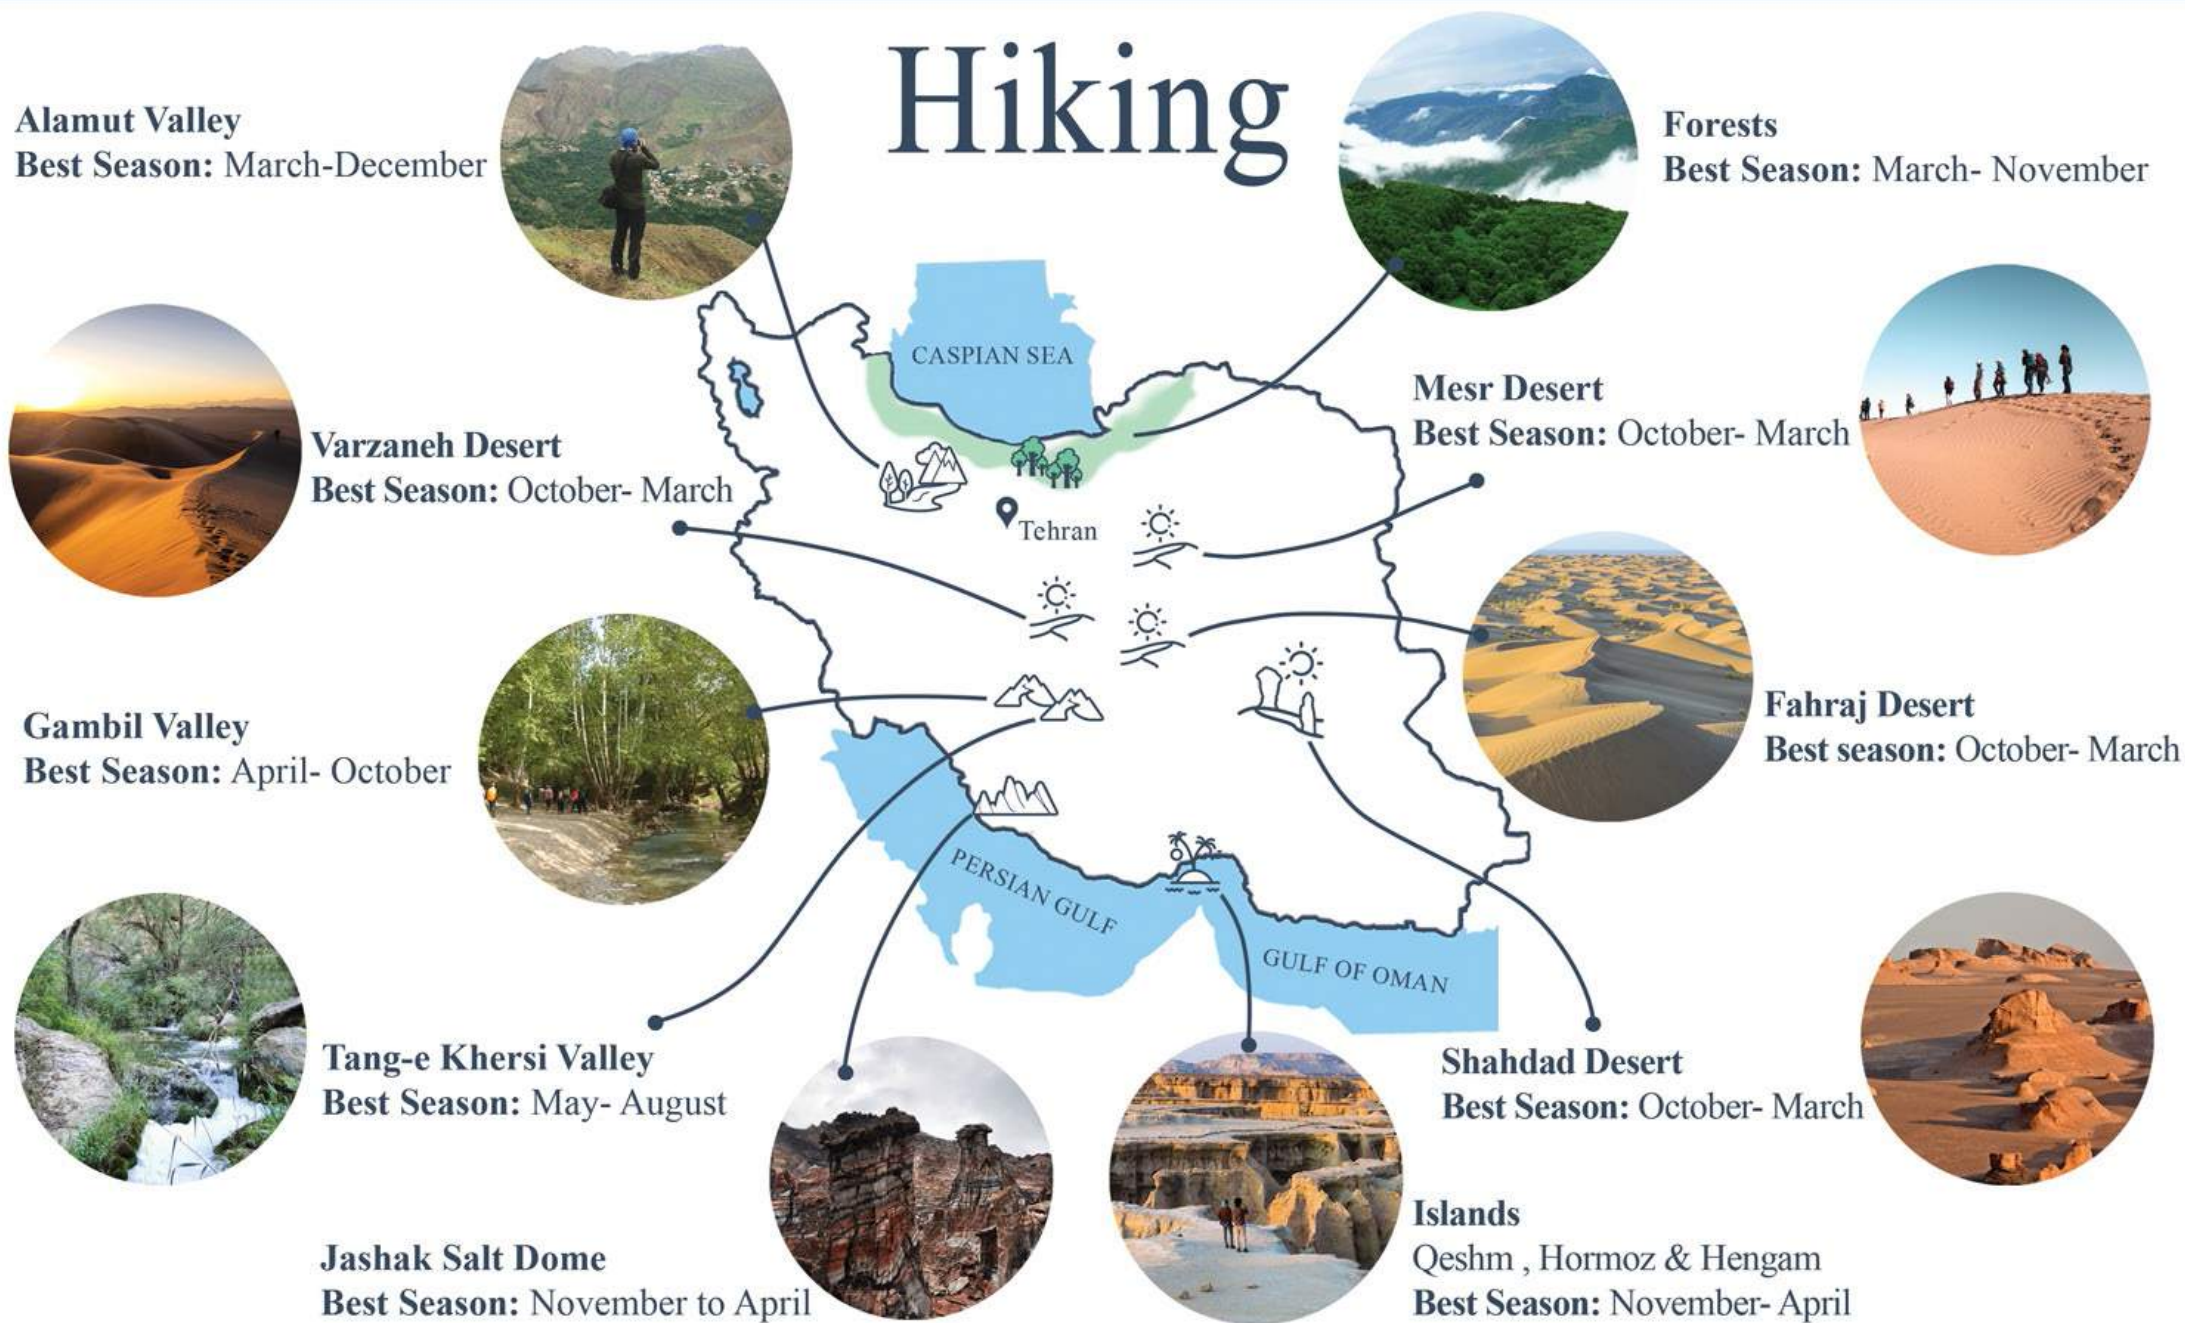 Hiking
Alamut Valley
Best Season: March-December
Forests
Best Season: March- November
CASPIAN SEA
Mesr Desert
Best Season: October- March
Varzaneh Desert
Best Season: October- March
Tehran
Gambil Valley
Best Season: April- October
Fahraj Desert
Best season: October- March
PERSIAN GULF
GULF OF OMAN
Tang-e Khersi Valley
Best Season: May- August
Shahdad Desert
Best Season: October- March
Jashak Salt Dome
Best Season: November to April
Islands
Qeshm , Hormoz & Hengam
Best Season: November- April